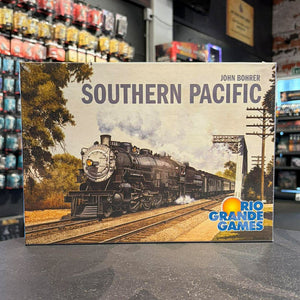 JOHN BOHRER
SOUTHERN PACIFIC
RIO
GRANDE
GAMES